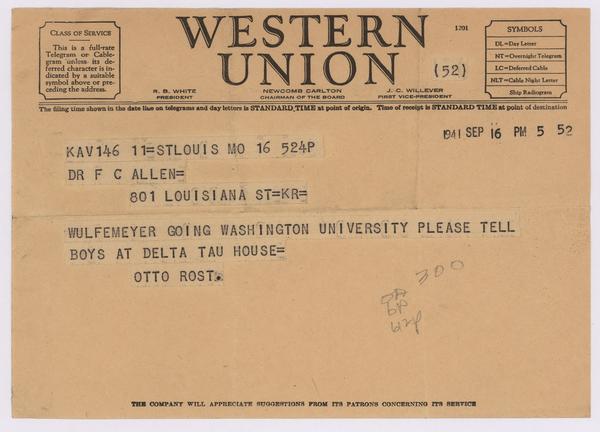 CLASS OF SERVICE
This is a full-rate
Telegram or Cable-
gram unless its de-
ferred character is in-
dicated by a suitable
symbol above or pre-
ceding the address.
WESTERN
UNION
1201
(52)
R. B. WHITE
PRESIDENT
NEWCOMB CARLTON
CHAIRMAN OF THE BOARD
J. C. WILLEVER
FIRST VICE-PRESIDENT
SYMBOLS
DL=Day Letter
NT=Overnight Telegram
LC=Deferred Cable
NLT=Cable Night Letter
Ship Radiogram
The filing time shown in the date line on telegrams and day letters is STANDARD TIME at point of origin. Time of receipt is STANDARD TIME at point of destination
1941 SEP 16 PM 5 52
KAV146 11=STLOUIS MO 16 524P
DR F C ALLEN=
801 LOUISIANA ST=KR=
WULFEMEYER GOING WASHINGTON UNIVERSITY PLEASE TELL
BOYS AT DELTA TAU HOUSE=
OTTO ROST.
300
THE COMPANY WILL APPRECIATE SUGGESTIONS FROM ITS PATRONS CONCERNING ITS SERVICE